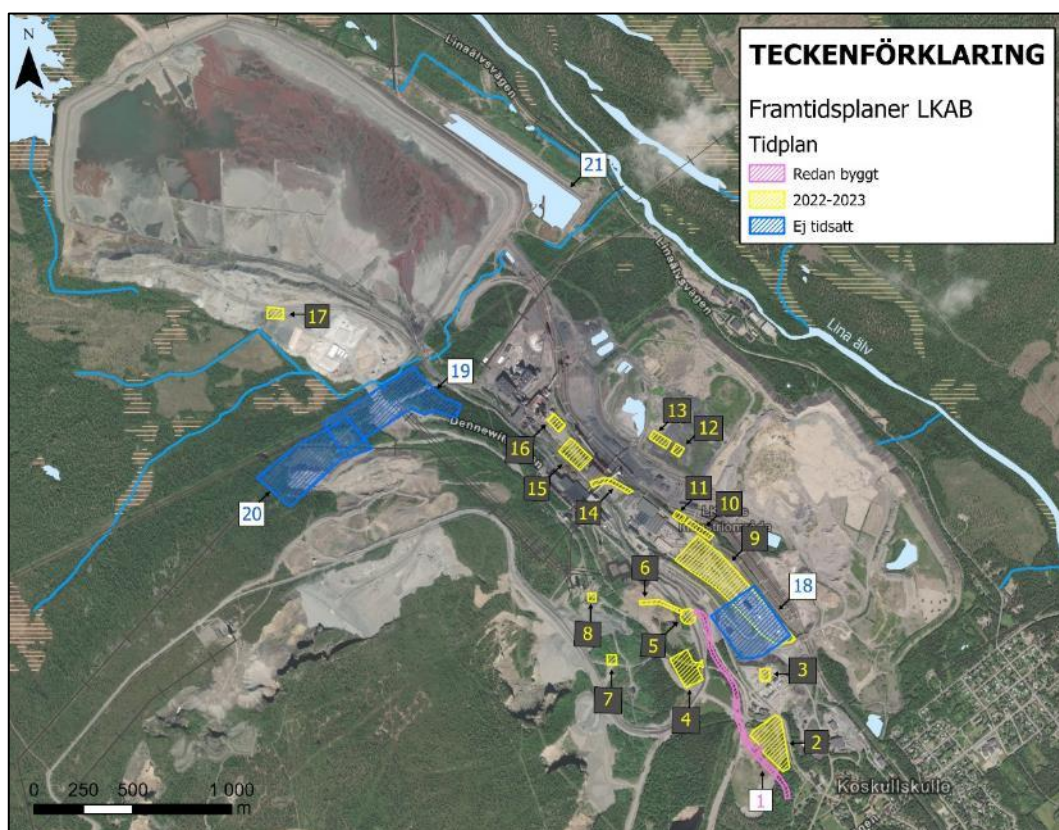 N
TECKENFÖRKLARING
Framtidsplaner LKAB
Tidplan
Redan byggt
2022-2023
Ej tidsatt
Linaälvsvägen
21
Linaälvsvägen
Lina älv
17
19
13
12
16
15
14
20
11
10
9
6
18
8
5
7
4
3
2
1
Koskullskulle
0 250 500 1 000
m